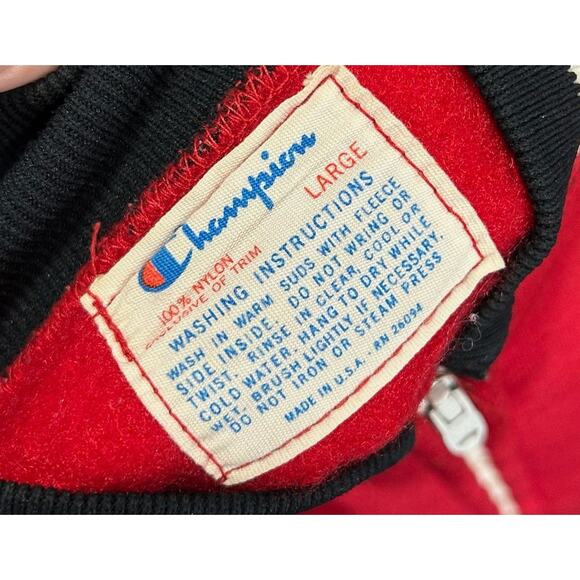 Champion
LARGE
100% NYLON
EXCLUSIVE OF TRIM
WASHING INSTRUCTIONS
WASH IN WARM SUDS WITH FLEECE
SIDE INSIDE. DO NOT WRING OR
TWIST. RINSE IN CLEAR, COOL OR
COLD WATER. HANG TO DRY WHILE
WET. BRUSH LIGHTLY IF NECESSARY.
DO NOT IRON OR STEAM PRESS
MADE IN U.S.A. RN 26094